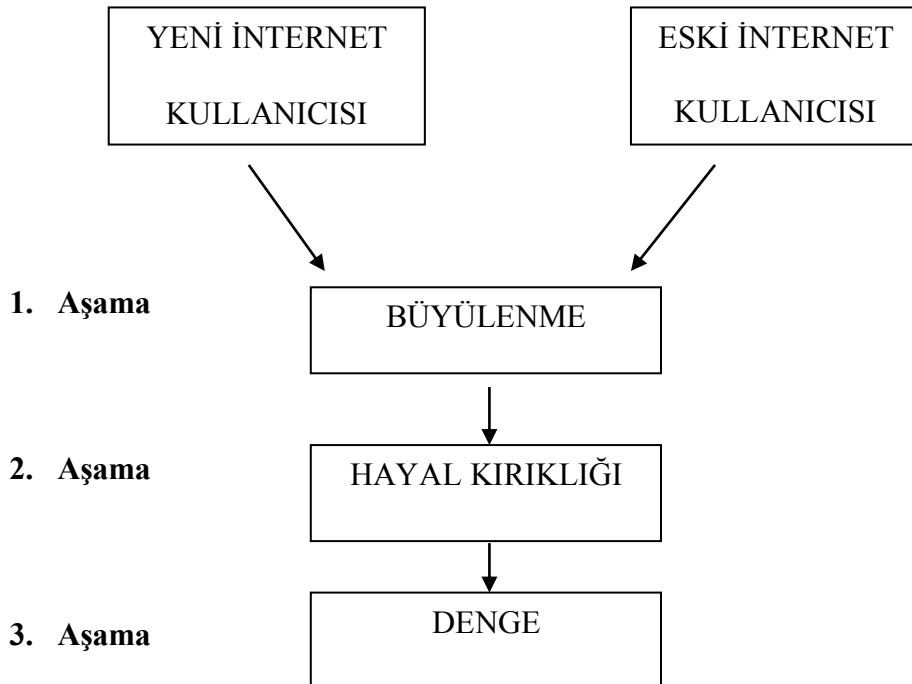 YENİ İNTERNET
KULLANICISI
ESKİ İNTERNET
KULLANICISI
1. Aşama
BÜYÜLENME
2. Aşama
HAYAL KIRIKLIĞI
3. Aşama
DENGE